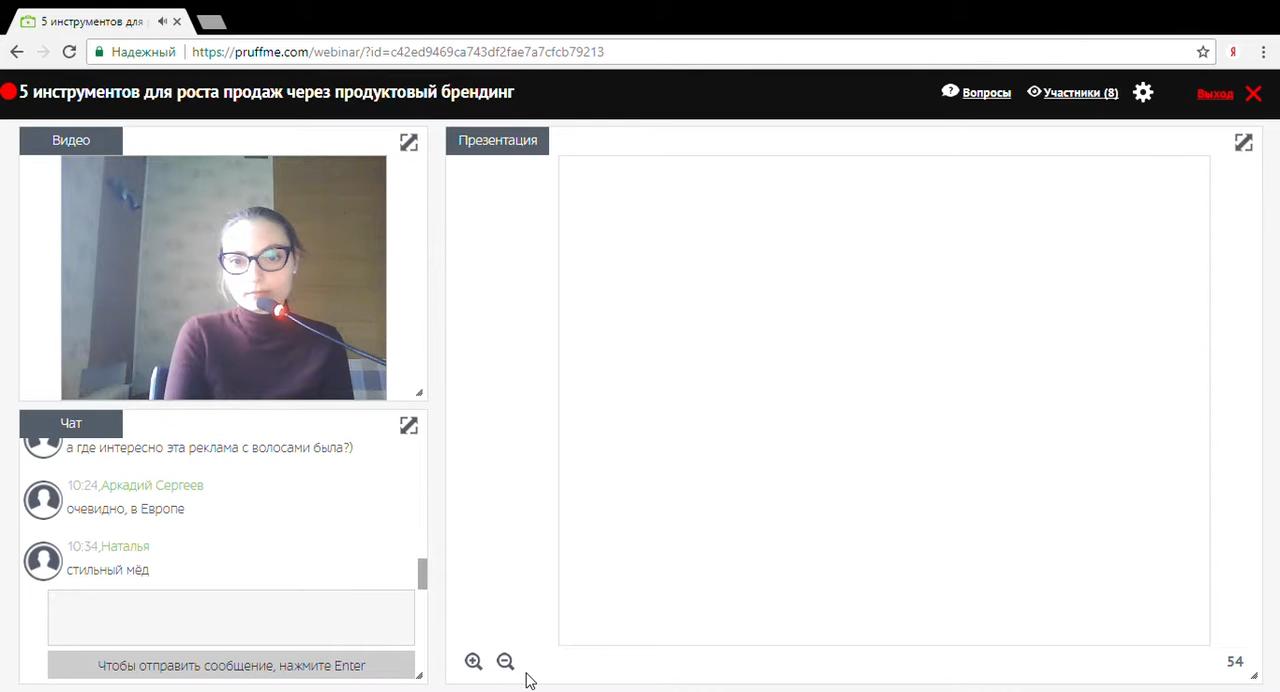 5 инструментов для
Надежный
https://pruffme.com/webinar/?id=c42ed9469ca743df2fae7a7cfcb79213
Я
5 инструментов для роста продаж через продуктовый брендинг
Вопросы
Участники (8)
Выход
Видео
Презентация
Чат
а где интересно эта реклама с волосами была?)
10:24,Аркадий Сергеев
очевидно, в Европе
10:34,Наталья
стильный мёд
Чтобы отправить сообщение, нажмите Enter
54